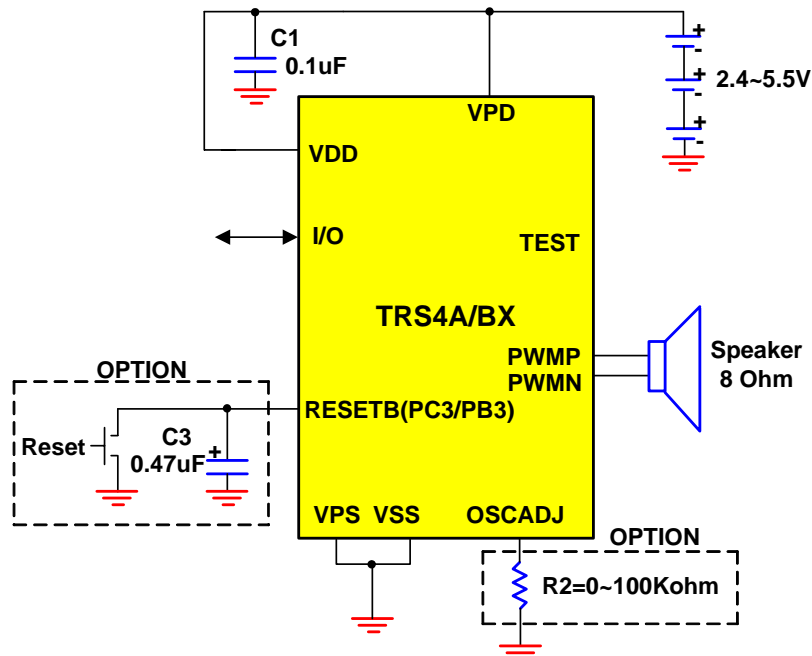 C1
0.1uF
+
-
+
-
+
-
2.4~5.5V
VPD
VDD
I/O
TEST
TRS4A/BX
PWMP
PWMN
Speaker
8 Ohm
OPTION
RESETB(PC3/PB3)
Reset
C3
0.47uF
+
VPS VSS OSCADJ
OPTION
R2=0~100Kohm